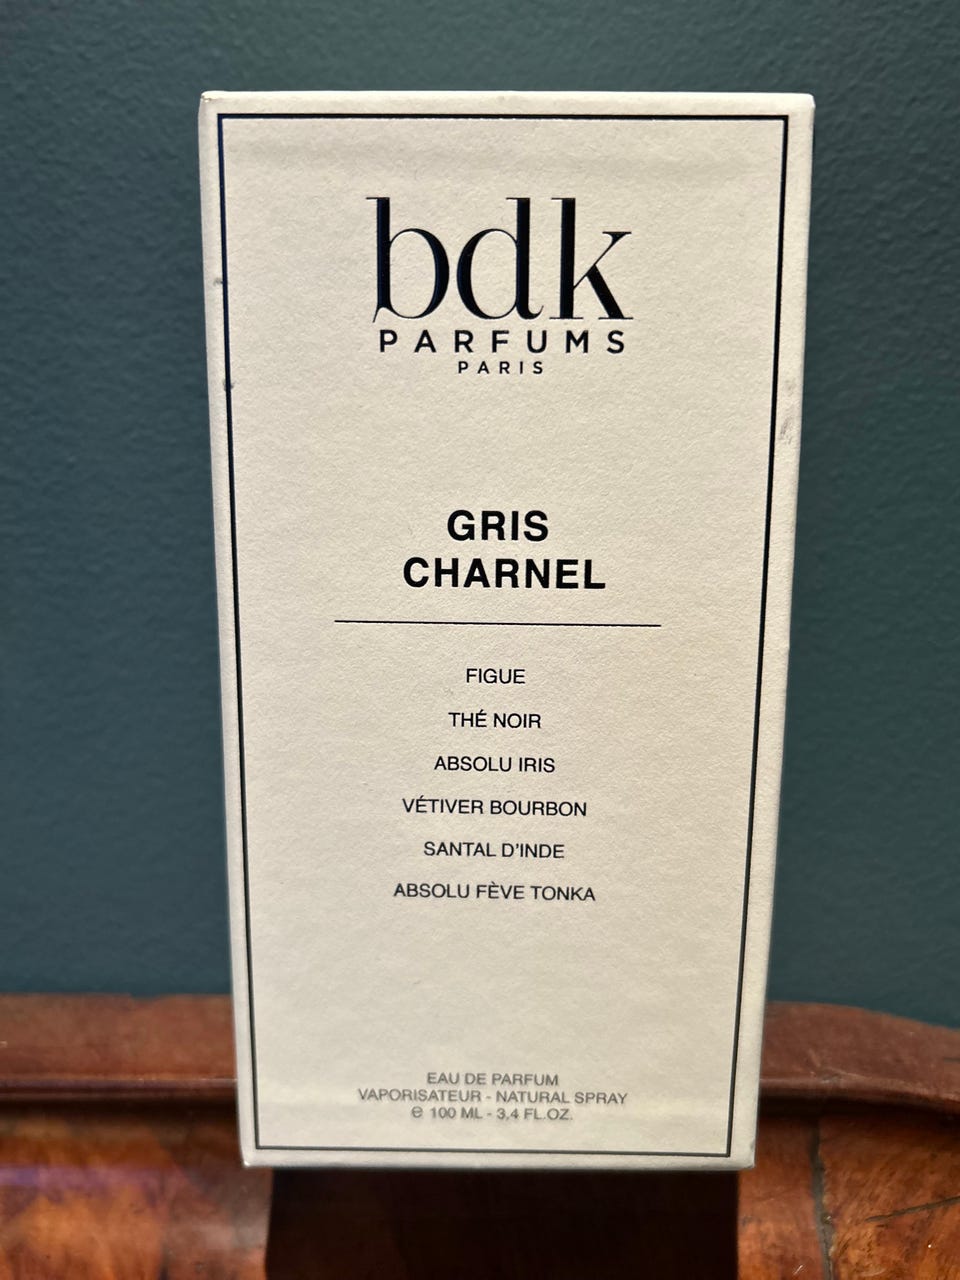 bdk
PARFUMS
PARIS
GRIS
CHARNEL
FIGUE
THÉ NOIR
ABSOLU IRIS
VÉTIVER BOURBON
SANTAL D'INDE
ABSOLU FÈVE TONKA
EAU DE PARFUM
VAPORISATEUR - NATURAL SPRAY
℮ 100 ML - 3,4 FL.OZ.